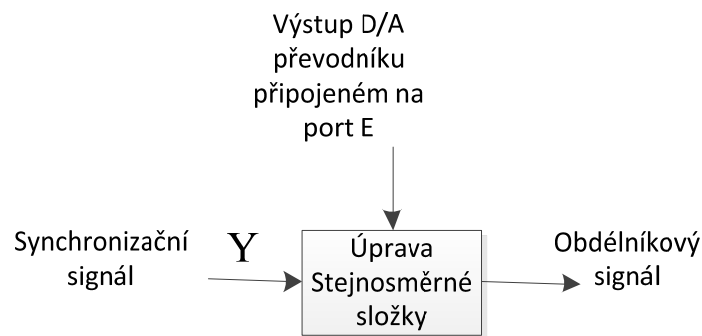 Výstup D/A
převodníku
připojeném na
port E
Synchronizační
signál
Y
Úprava
Stejnosměrné
složky
Obdélníkový
signál